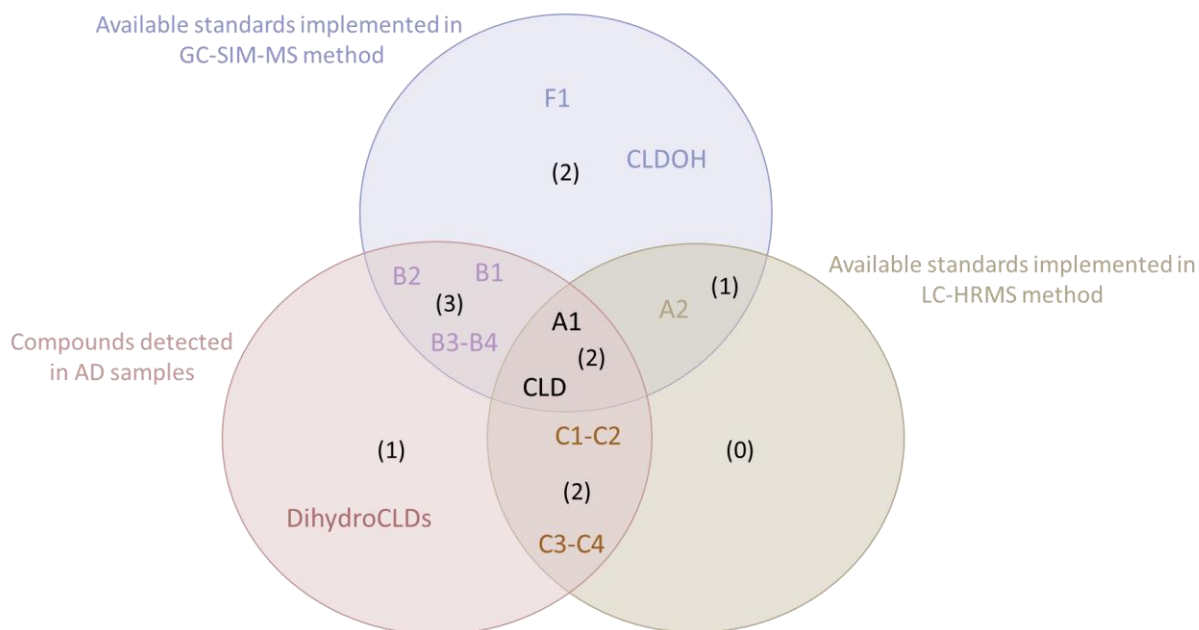 Available standards implemented in
GC-SIM-MS method
F1
CLDOH
(2)
Available standards implemented in
LC-HRMS method
B2
B1
(3)
B3-B4
A2
(1)
A1
(2)
CLD
Compounds detected
in AD samples
C1-C2
(1)
(0)
(2)
DihydroCLDs
C3-C4